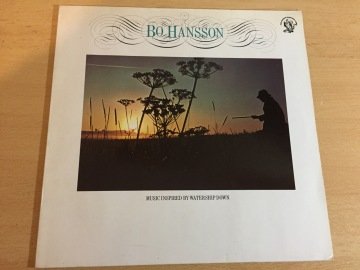 BO HANSSON
MUSIC INSPIRED BY WATERSHIP DOWN